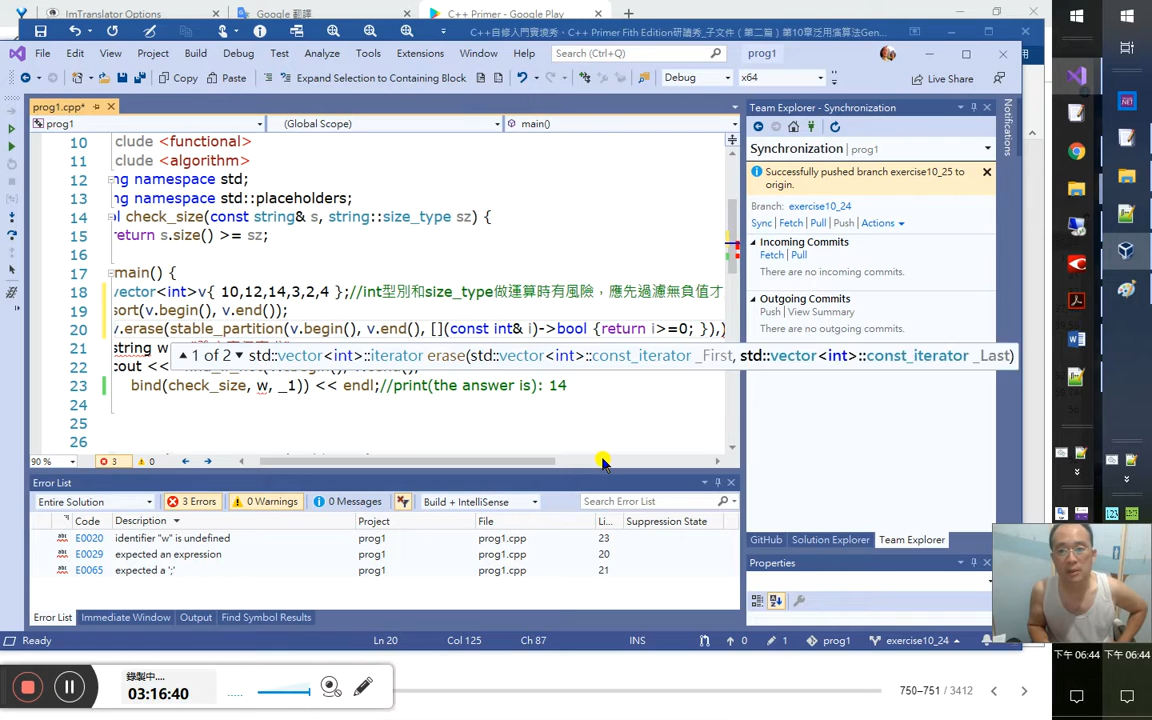 ImTranslator
Google 翻譯
C++ Primer - Google Play
C++自修入門實境秀、C++ Primer Fifth Edition研讀秀_子文件（第二篇）第10章泛用演算法Gen...
File Edit View Project Build Debug Test Analyze Tools Extensions Window Help
Search (Ctrl+Q)
prog1
Copy Paste Expand Selection to Containing Block Debug x64 Live Share
prog1.cpp*
prog1 (Global Scope) main()
10 clude <functional>
11 clude <algorithm>
12 ng namespace std;
13 ng namespace std::placeholders;
14 l check_size(const string& s, string::size_type sz) {
15 return s.size() >= sz;
16
17 main() {
18 vector<int>v{ 10,12,14,3,2,4 };//int型別和size_type做運算時有風險，應先過濾無負值才
19 sort(v.begin(), v.end());
20 v.erase(stable_partition(v.begin(), v.end(), [](const int& i)->bool {return i>=0; }),)
21 string w
1 of 2 std::vector<int>::iterator erase(std::vector<int>::const_iterator _First, std::vector<int>::const_iterator _Last)
22 cout <<
23 bind(check_size, w, _1)) << endl;//print(the answer is): 14
24
25
26
90 % 3 0
Error List
Entire Solution 3 Errors 0 Warnings 0 Messages Build + IntelliSense Search Error List
Code Description Project File Li... Suppression State
E0020 identifier "w" is undefined prog1 prog1.cpp 23
E0029 expected an expression prog1 prog1.cpp 20
E0065 expected a ';' prog1 prog1.cpp 21
Error List Immediate Window Output Find Symbol Results
Team Explorer - Synchronization
Synchronization | prog1
Successfully pushed branch exercise10_25 to
origin.
Branch: exercise10_24
Sync | Fetch | Pull | Push | Actions
Incoming Commits
Fetch | Pull
There are no incoming commits.
Outgoing Commits
Push | View Summary
There are no outgoing commits.
Notifications
GitHub Solution Explorer Team Explorer
Properties
Ready Ln 20 Col 125 Ch 87 INS 0 1 prog1 exercise10_24
錄製中....
03:16:40
750–751 / 3412
下午 06:44 下午 06:44